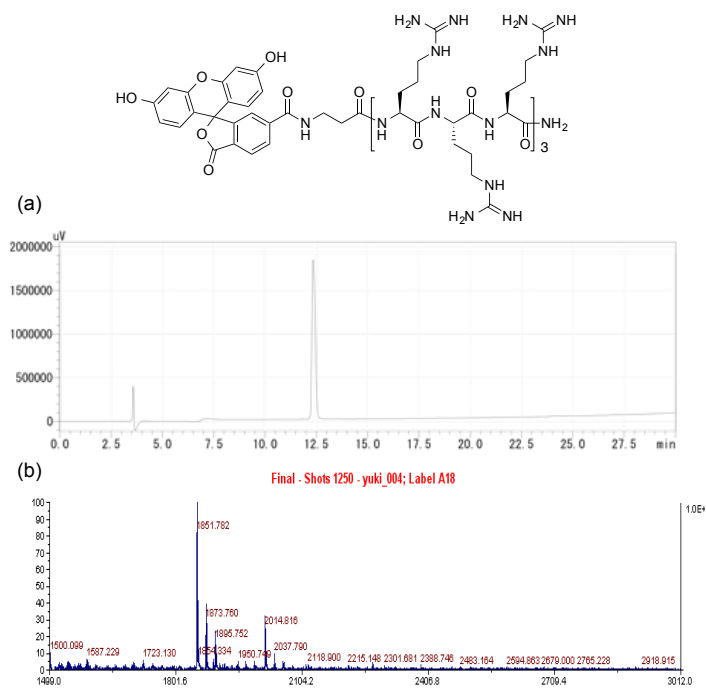 H₂N NH H₂N NH
NH NH
OH
HO O O O O O O
N H N H N H N H N H NH₂
O O O O 3
NH
H₂N NH
(a)
uV
2000000
1500000
1000000
500000
0
0.0 2.5 5.0 7.5 10.0 12.5 15.0 17.5 20.0 22.5 25.0 27.5 min
(b)
Final - Shots 1250 - yuki_004; Label A18
100
90
80
70
60
50
40
30
20
10
0
1.0E+
1851.782
1873.760
2014.816
1895.752
1500.099
1587.229
1723.130
1854.334
1950.749
2037.790
2118.900
2215.148
2301.681
2388.746
2483.164
2594.863
2679.000
2765.228
2918.915
1499.0 1801.6 2104.2 2406.8 2709.4 3012.0